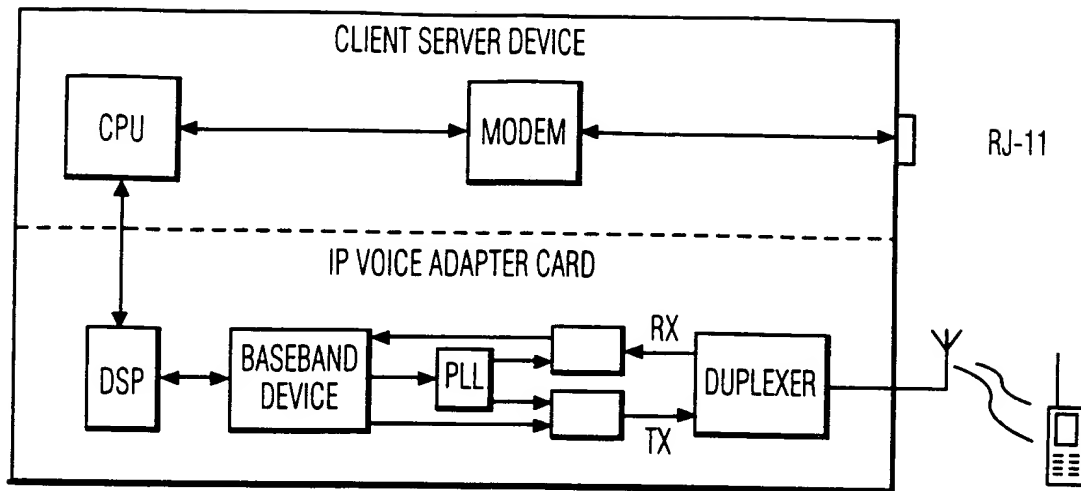 CLIENT SERVER DEVICE
CPU
MODEM
RJ-11
IP VOICE ADAPTER CARD
DSP
BASEBAND
DEVICE
PLL
RX
TX
DUPLEXER